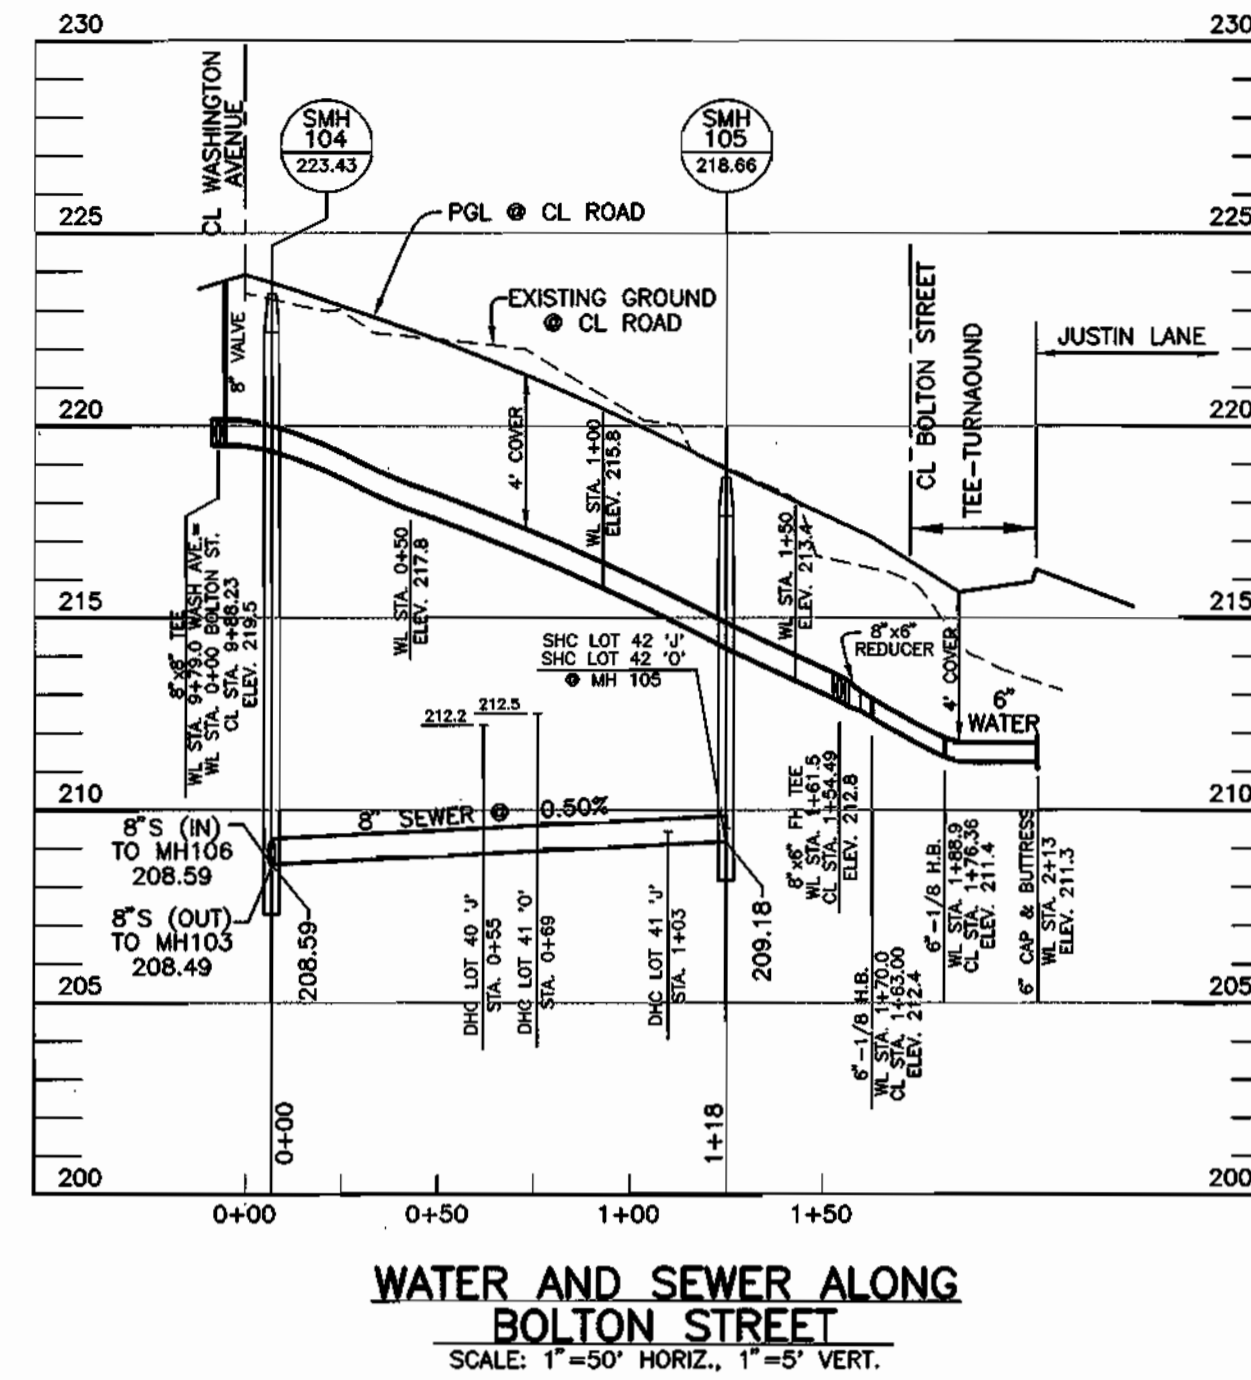 230
230
CL WASHINGTON
AVENUE
SMH
104
223.43
SMH
105
218.66
225
225
PGL @ CL ROAD
EXISTING GROUND
@ CL ROAD
8" VALVE
CL BOLTON STREET
TEE-TURNAOUND
JUSTIN LANE
220
220
4' COVER
WL STA. 1+00
ELEV. 215.8
8"x8" TEE
WL STA. 9+79.0 WASH AVE.=
WL STA. 0+00 BOLTON ST.
CL STA. 9+88.23
ELEV. 219.5
WL STA. 0+50
ELEV. 217.8
WL STA. 1+50
ELEV. 213.4
215
215
SHC LOT 42 'J'
SHC LOT 42 'O'
@ MH 105
8"x6"
REDUCER
4' COVER
6"
WATER
212.2
212.5
210
210
8" SEWER @ 0.50%
8"S (IN)
TO MH106
208.59
8"S (OUT)
TO MH103
208.49
208.59
DHC LOT 40 'J'
STA. 0+55
DHC LOT 41 'O'
STA. 0+69
DHC LOT 41 'J'
STA. 1+03
209.18
8"x6" FH TEE
WL STA. 1+61.5
CL STA. 1+54.49
ELEV. 212.8
6"-1/8 H.B.
WL STA. 1+70.0
CL STA. 1+63.00
ELEV. 212.4
6"-1/8 H.B.
WL STA. 1+88.9
CL STA. 1+76.36
ELEV. 211.4
6" CAP & BUTTRESS
WL STA. 2+13
ELEV. 211.3
205
205
0+00
1+18
200
200
0+00 0+50 1+00 1+50
WATER AND SEWER ALONG
BOLTON STREET
SCALE: 1"=50' HORIZ., 1"=5' VERT.